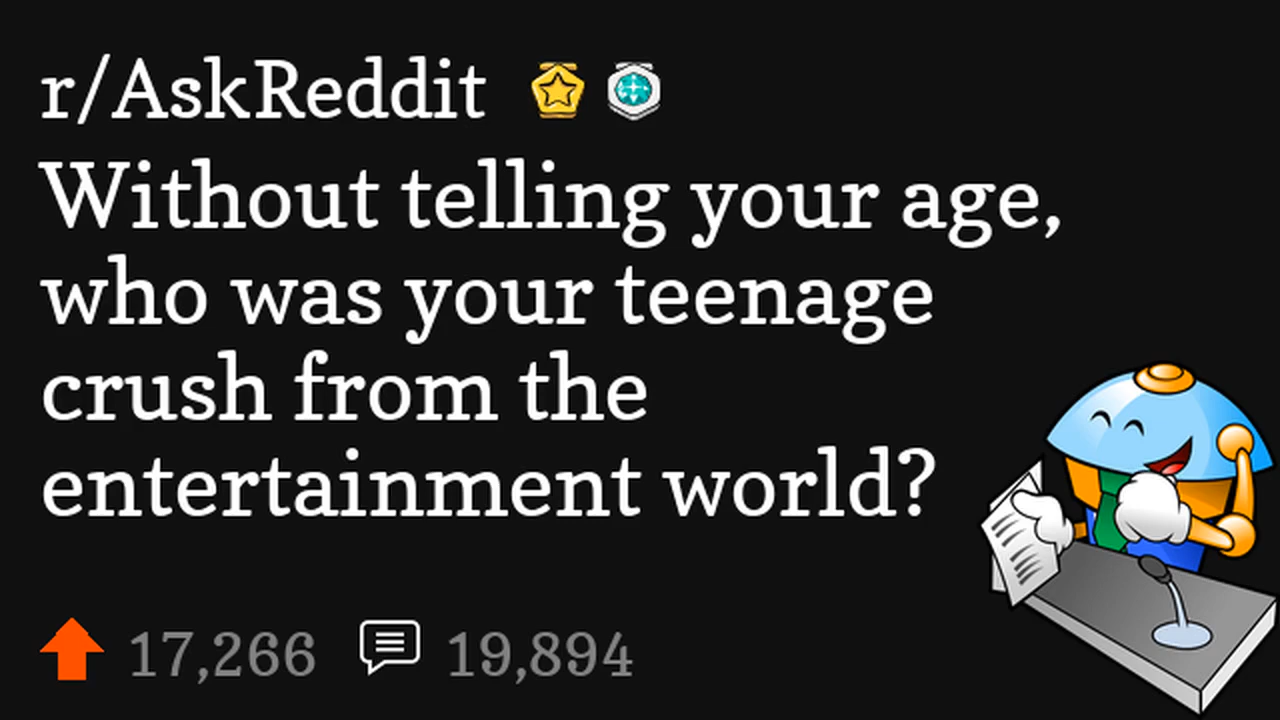 r/AskReddit
Without telling your age,
who was your teenage
crush from the
entertainment world?
17,266 19,894